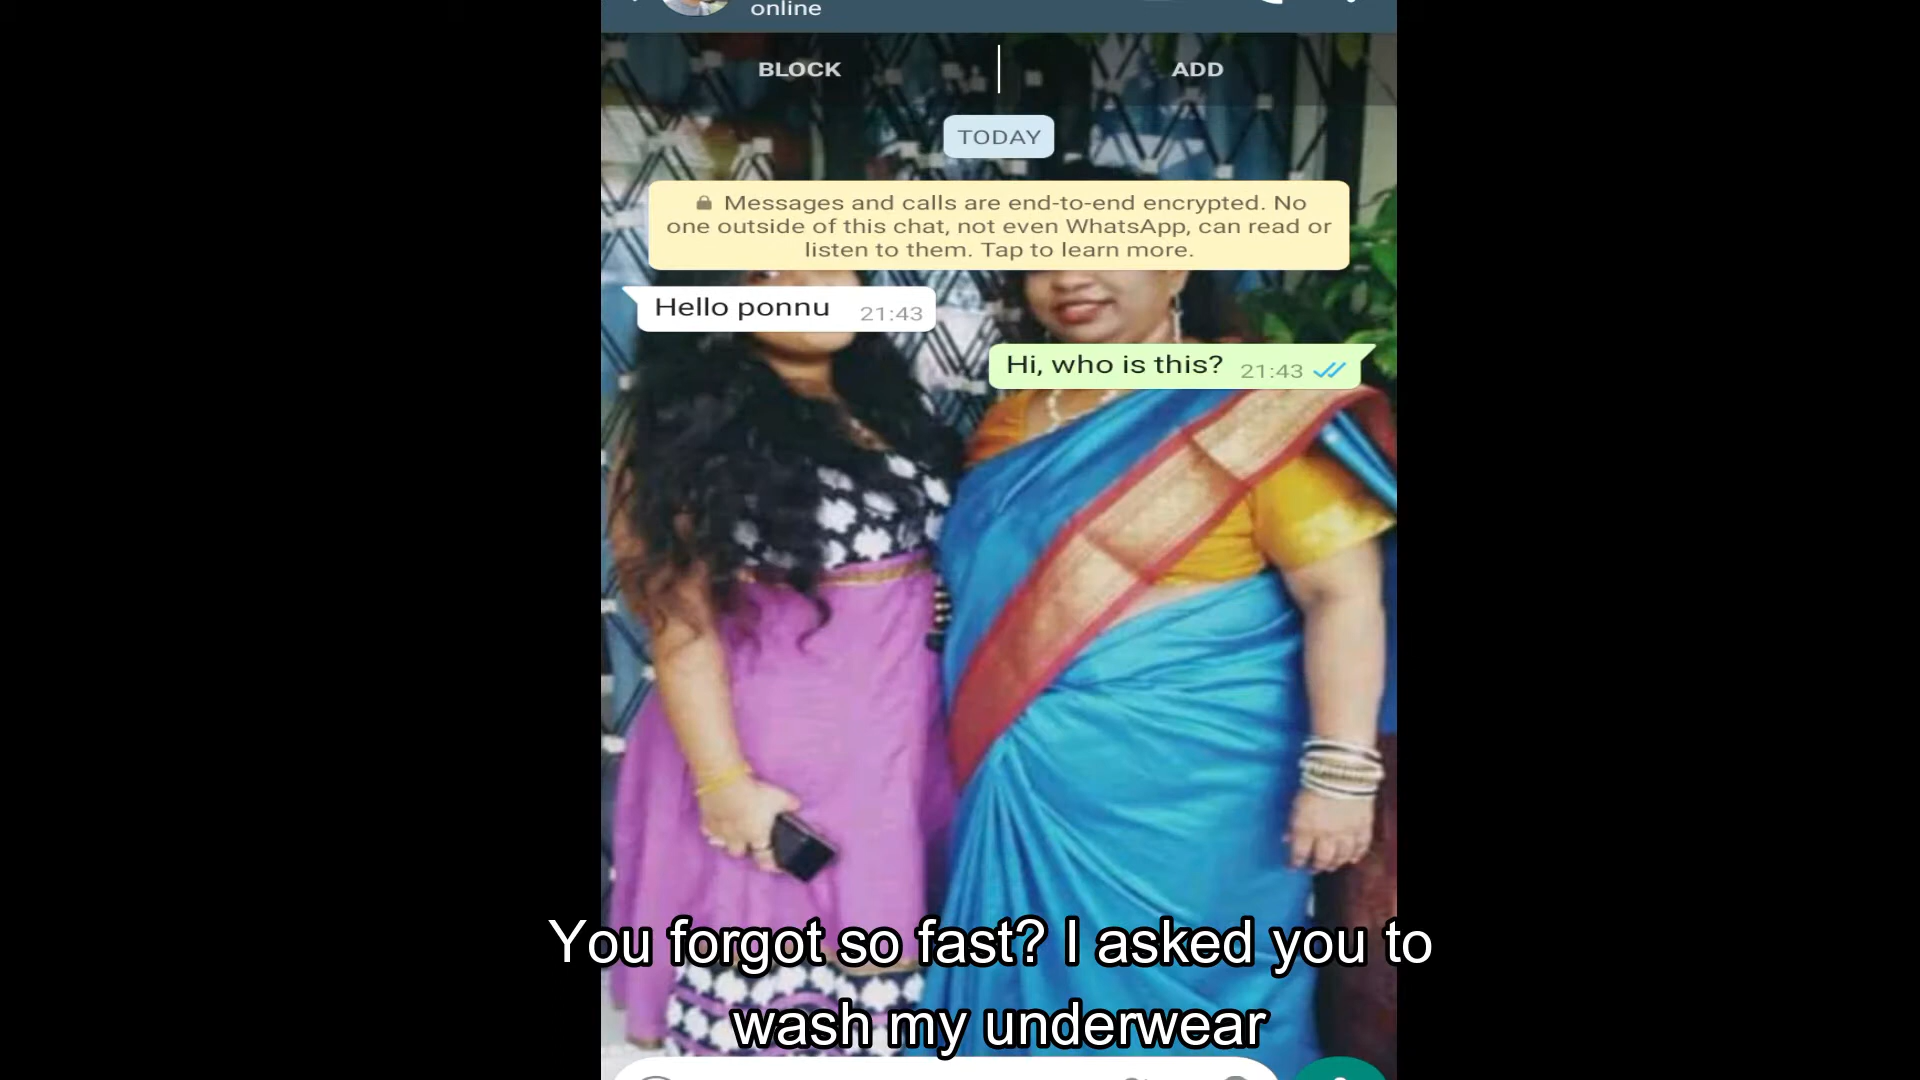 online
BLOCK
ADD
TODAY
Messages and calls are end-to-end encrypted. No
one outside of this chat, not even WhatsApp, can read or
listen to them. Tap to learn more.
Hello ponnu 21:43
Hi, who is this? 21:43
You forgot so fast? I asked you to
wash my underwear